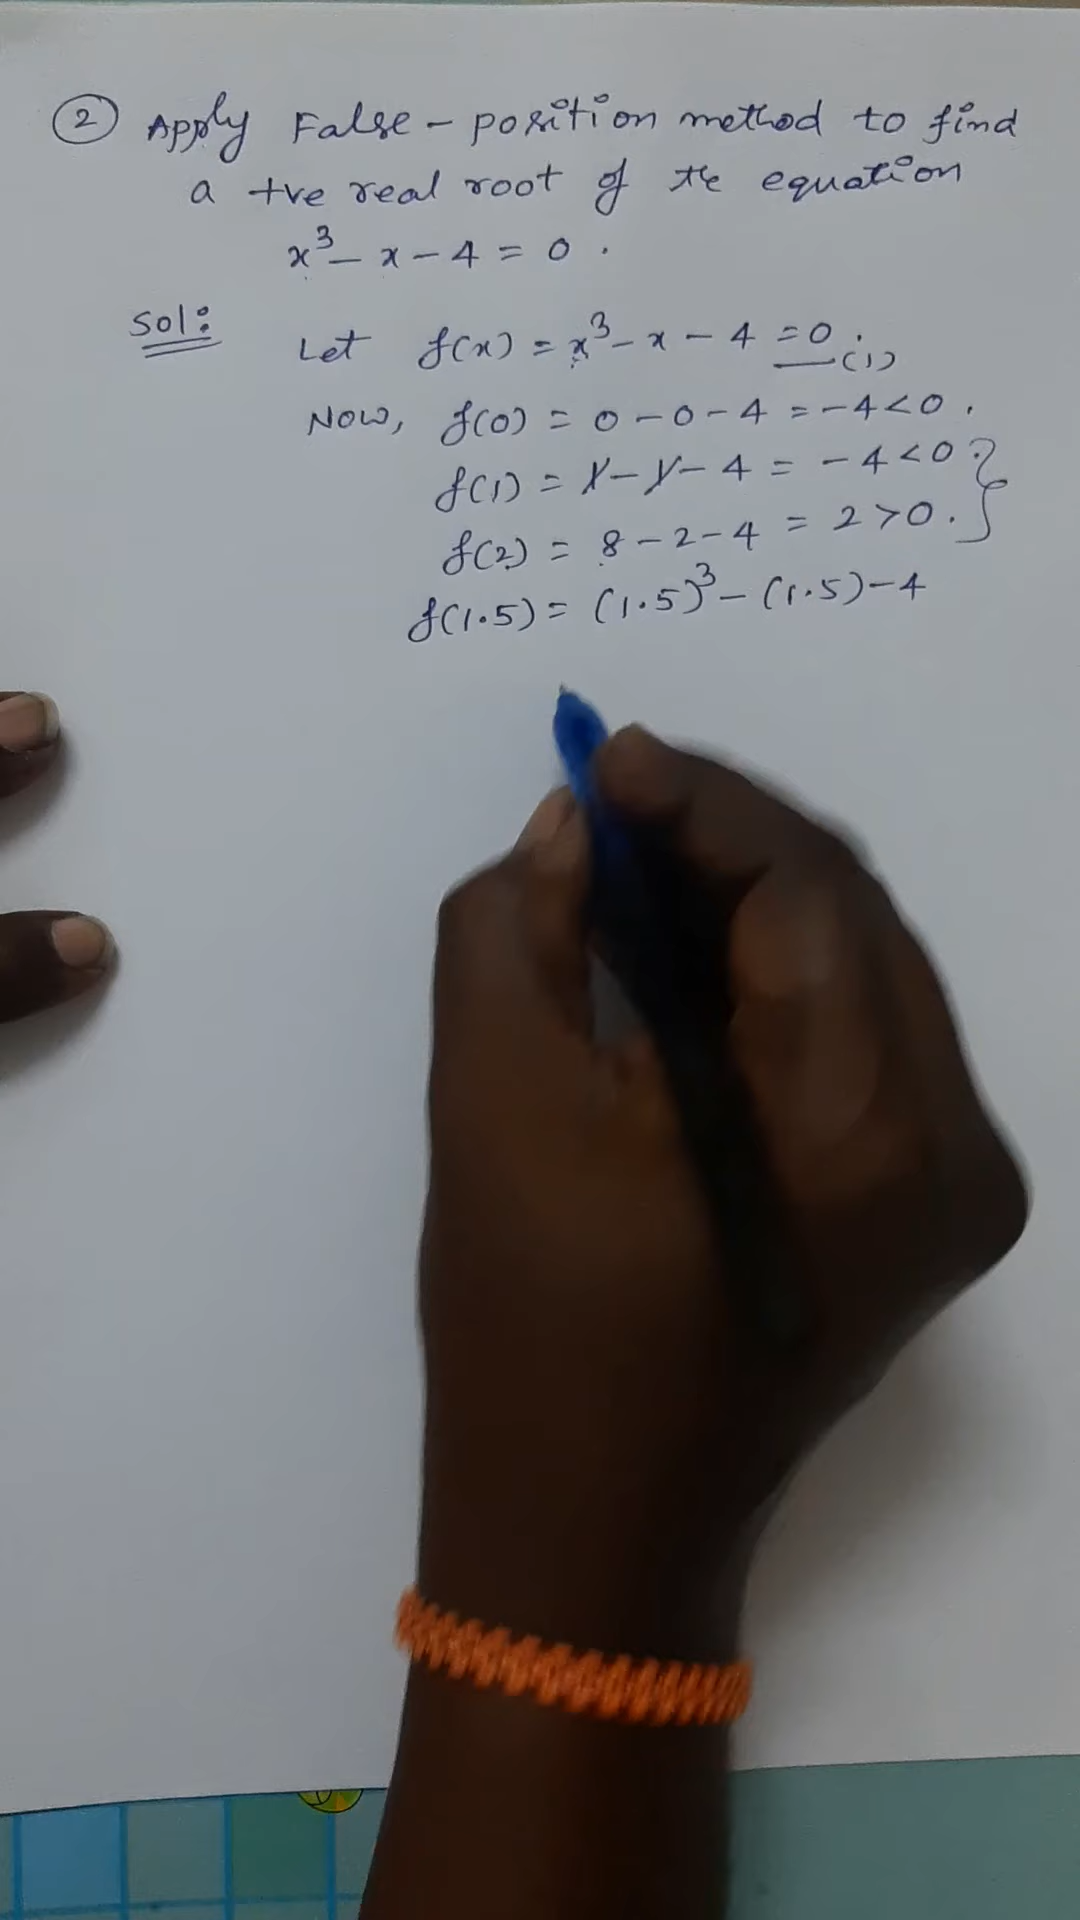 ② Apply False-position method to find
a +ve real root of the equation
x³ - x - 4 = 0 .
Sol:
Let f(x) = x³ - x - 4 = 0 . (1)
Now, f(0) = 0 - 0 - 4 = -4 < 0 .
f(1) = 1 - 1 - 4 = -4 < 0 }
f(2) = 8 - 2 - 4 = 2 > 0 .
f(1.5) = (1.5)³ - (1.5) - 4